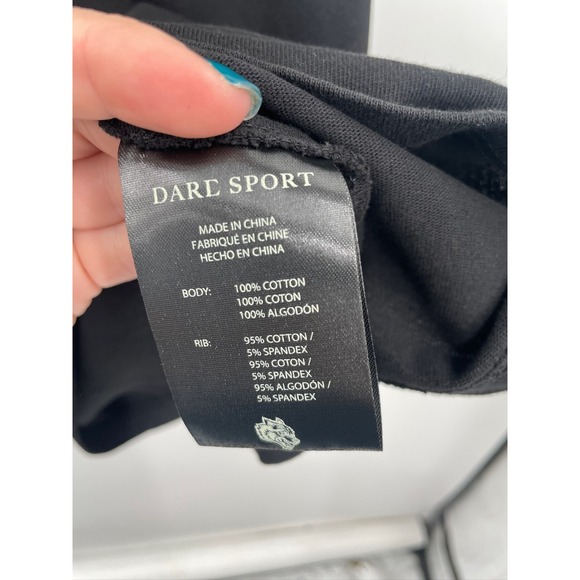 DARE SPORT
MADE IN CHINA
FABRIQUÉ EN CHINE
HECHO EN CHINA
BODY: 100% COTTON
100% COTON
100% ALGODÓN
RIB: 95% COTTON /
5% SPANDEX
95% COTON /
5% SPANDEX
95% ALGODÓN /
5% SPANDEX